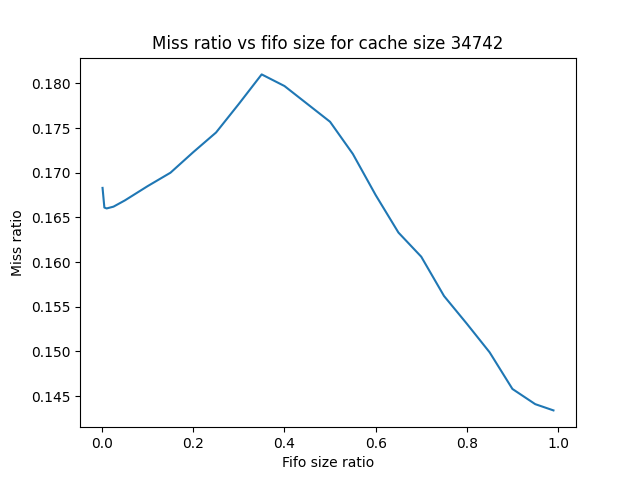 Miss ratio vs fifo size for cache size 34742
0.180
0.175
0.170
0.165
0.160
0.155
0.150
0.145
Miss ratio
0.0 0.2 0.4 0.6 0.8 1.0
Fifo size ratio